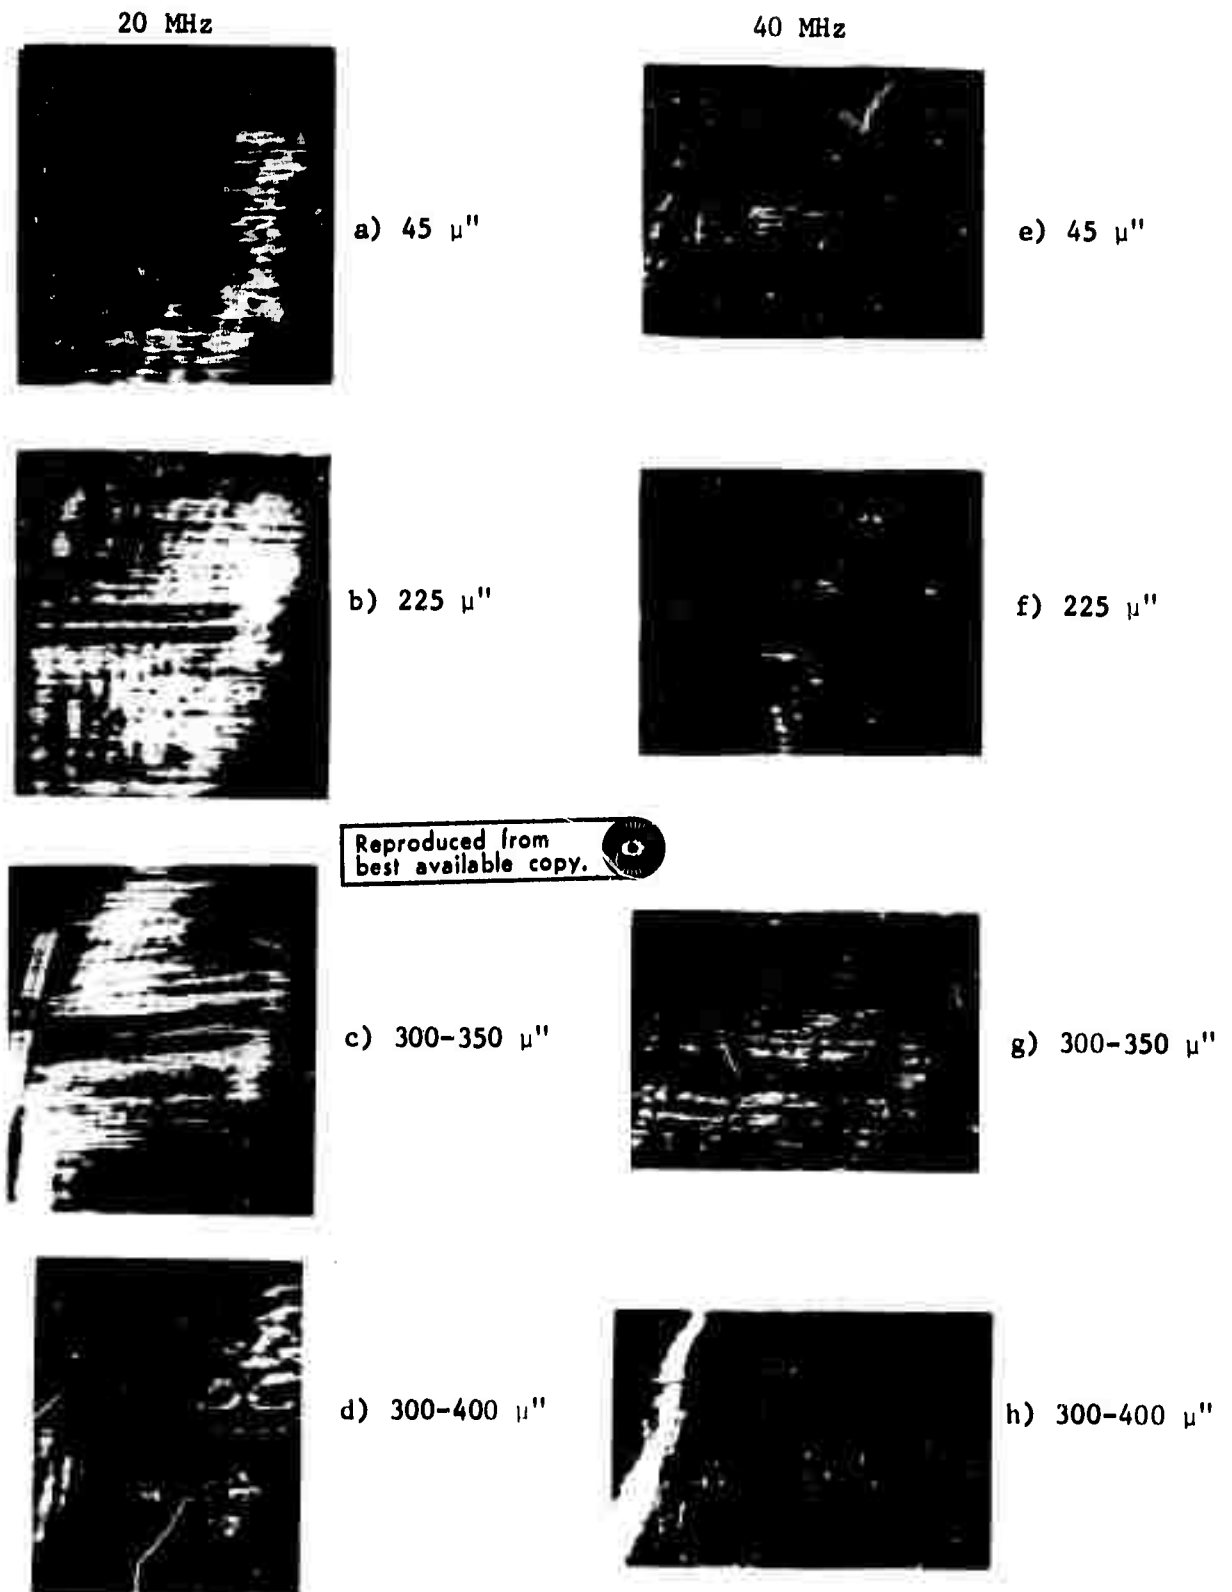 20 MHz
40 MHz
a) 45 μ"
e) 45 μ"
b) 225 μ"
f) 225 μ"
Reproduced from
best available copy.
c) 300-350 μ"
g) 300-350 μ"
d) 300-400 μ"
h) 300-400 μ"